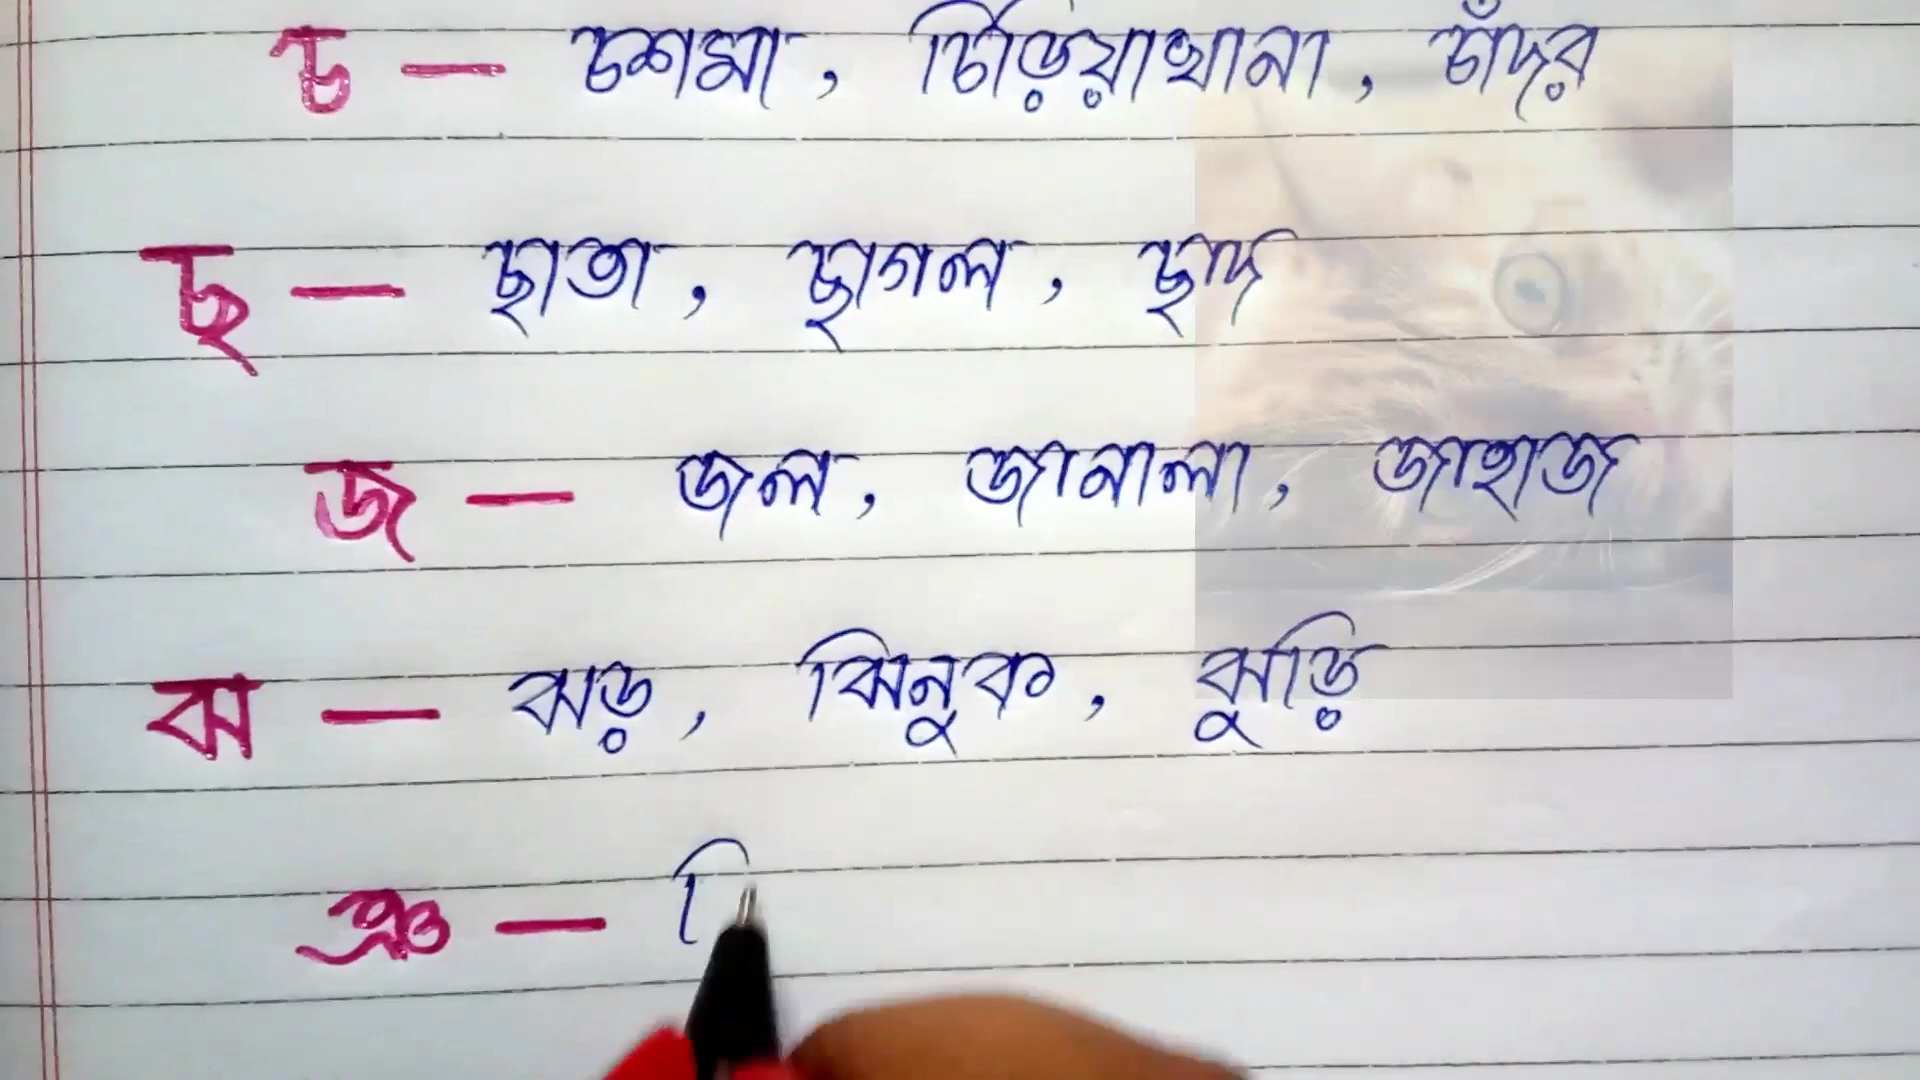 চ — চশমা, চিড়িয়াখানা, চাঁদর
ছ — ছাতা, ছাগল, ছাদ
জ — জল, জানালা, জাহাজ
ঝ — ঝড়, ঝিনুক, ঝুড়ি
ঞ — ি